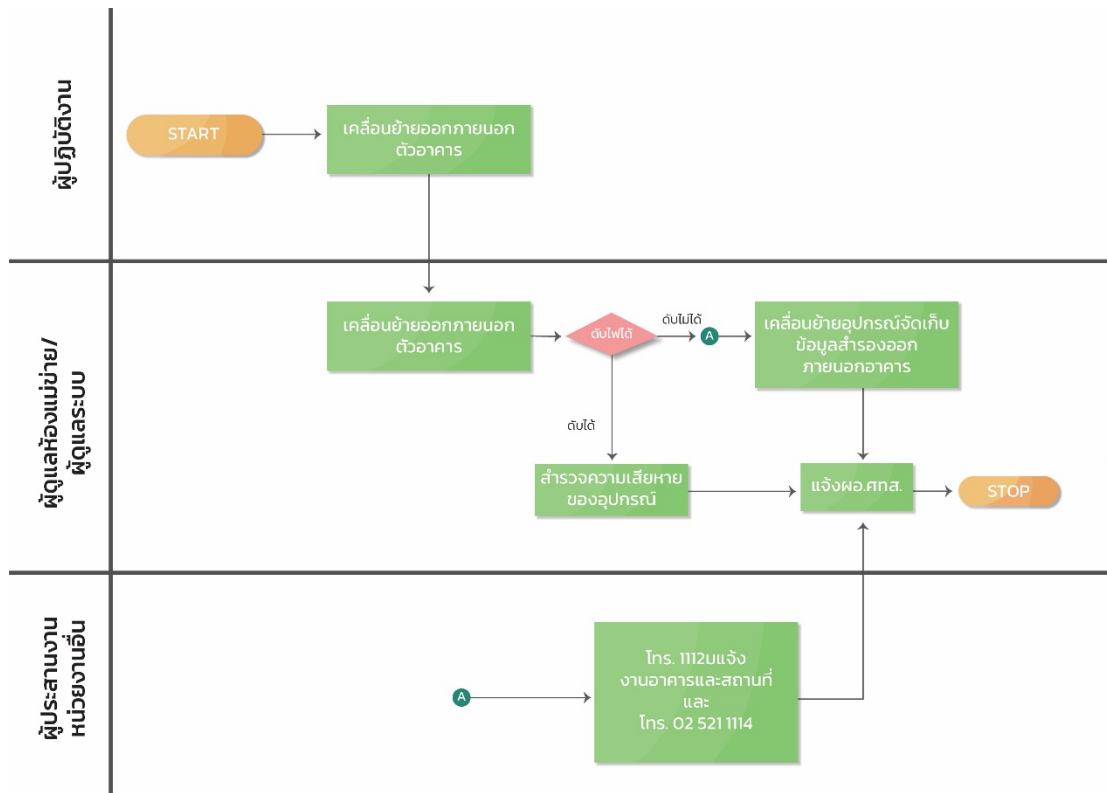 ผู้ปฏิบัติงาน
START
เคลื่อนย้ายออกภายนอก
ตัวอาคาร
ผู้ดูแลห้องแม่ข่าย/
ผู้ดูแลระบบ
เคลื่อนย้ายออกภายนอก
ตัวอาคาร
ดับไฟได้
ดับไม่ได้
A
เคลื่อนย้ายอุปกรณ์จัดเก็บ
ข้อมูลสำรองออก
ภายนอกอาคาร
ดับได้
สำรวจความเสียหาย
ของอุปกรณ์
แจ้งผอ.ศทส.
STOP
ผู้ประสานงาน
หน่วยงานอื่น
A
โทร. 1112มแจ้ง
งานอาคารและสถานที่
และ
โทร. 02 521 1114